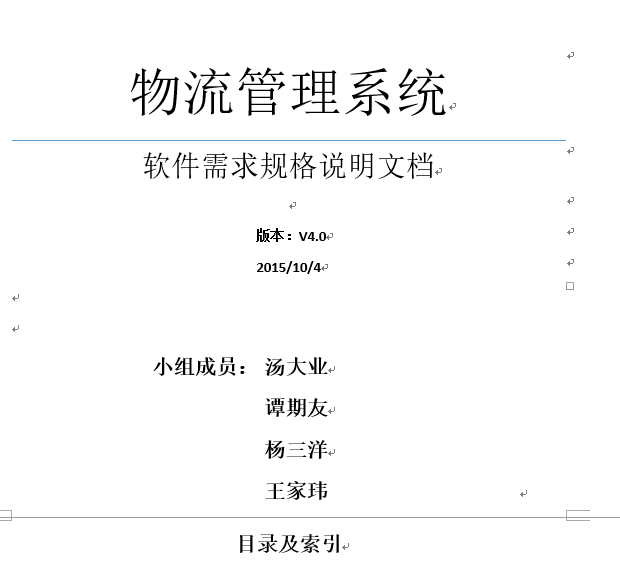 物流管理系统
软件需求规格说明文档
版本：V4.0
2015/10/4
小组成员： 汤大业
谭期友
杨三洋
王家玮
目录及索引